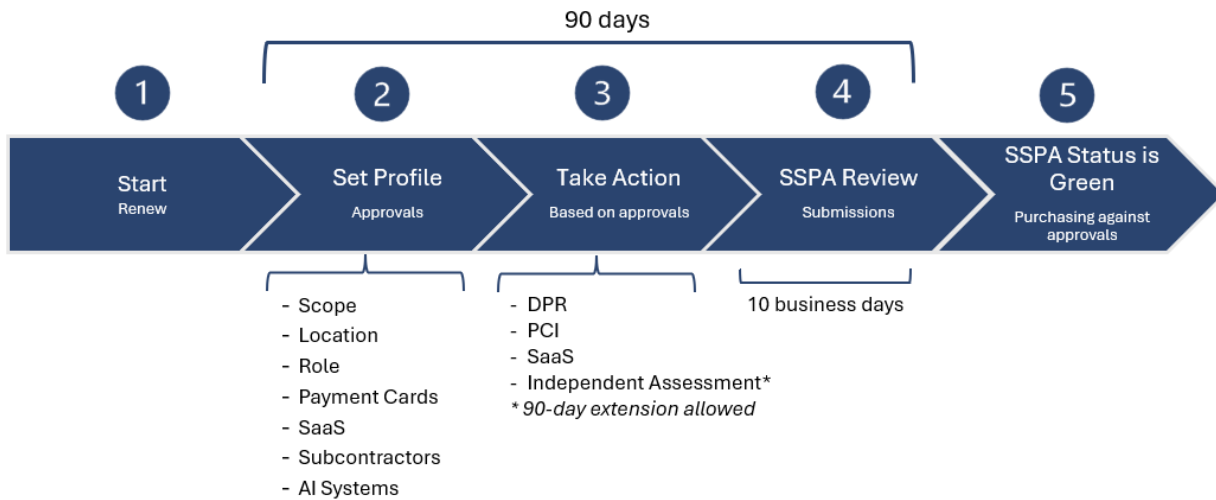 90 days
1
2
3
4
5
Start
Renew
Set Profile
Approvals
Take Action
Based on approvals
SSPA Review
Submissions
SSPA Status is
Green
Purchasing against
approvals
- Scope
- Location
- Role
- Payment Cards
- SaaS
- Subcontractors
- AI Systems
- DPR
- PCI
- SaaS
- Independent Assessment*
* 90-day extension allowed
10 business days